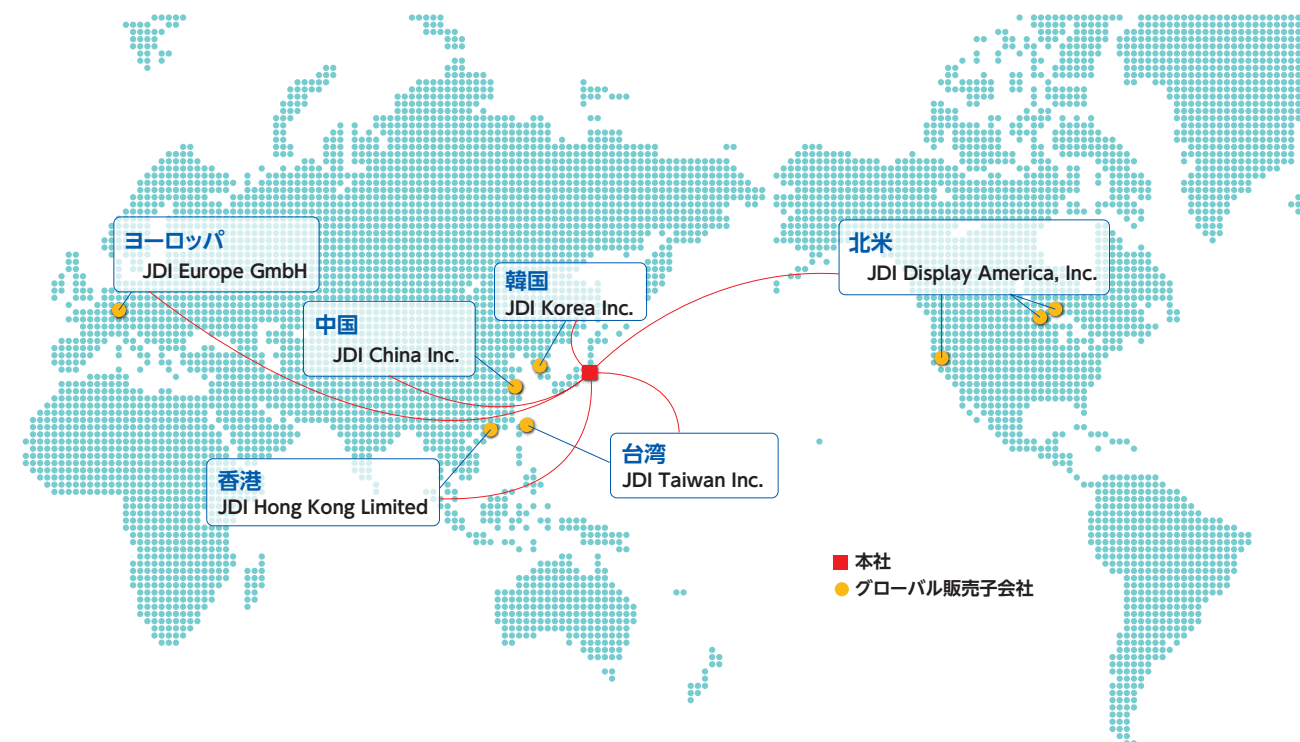 ヨーロッパ
JDI Europe GmbH
韓国
JDI Korea Inc.
中国
JDI China Inc.
北米
JDI Display America, Inc.
香港
JDI Hong Kong Limited
台湾
JDI Taiwan Inc.
本社
グローバル販売子会社